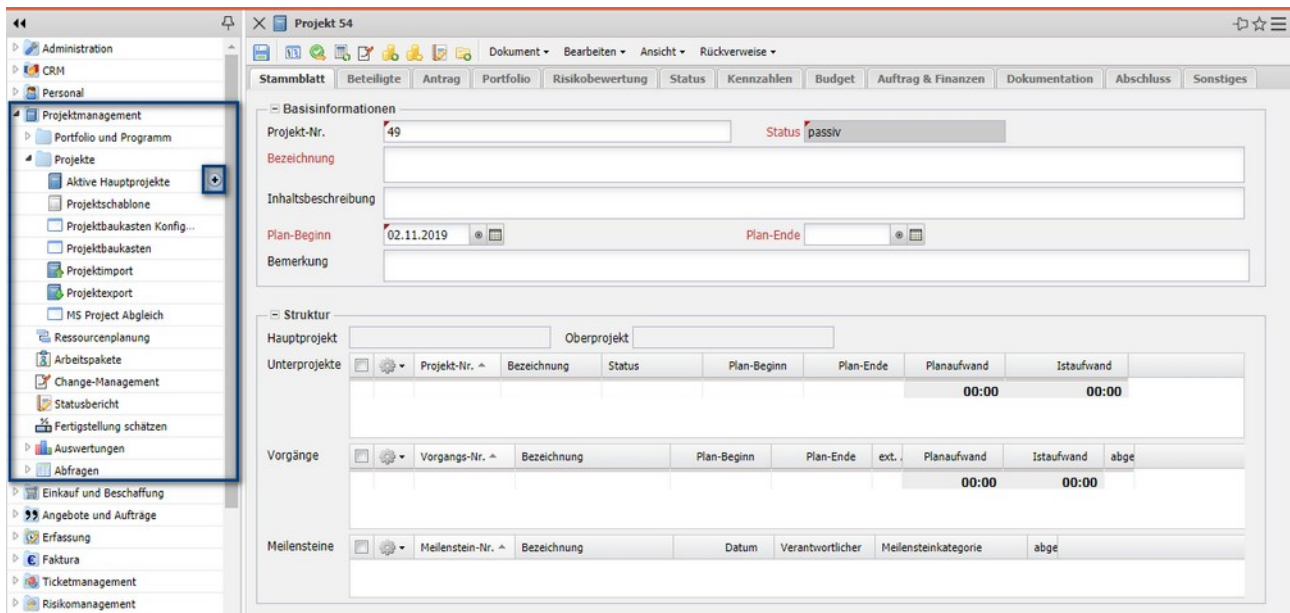 Projekt 54
Dokument Bearbeiten Ansicht Rückverweise
Stammblatt Beteiligte Antrag Portfolio Risikobewertung Status Kennzahlen Budget Auftrag & Finanzen Dokumentation Abschluss Sonstiges
Administration
CRM
Personal
Projektmanagement
Portfolio und Programm
Projekte
Aktive Hauptprojekte
Projektschablone
Projektbaukasten Konfig...
Projektbaukasten
Projektimport
Projektexport
MS Project Abgleich
Ressourcenplanung
Arbeitspakete
Change-Management
Statusbericht
Fertigstellung schätzen
Auswertungen
Abfragen
Einkauf und Beschaffung
Angebote und Aufträge
Erfassung
Faktura
Ticketmanagement
Risikomanagement
Basisinformationen
Projekt-Nr. 49 Status passiv
Bezeichnung
Inhaltsbeschreibung
Plan-Beginn 02.11.2019 Plan-Ende
Bemerkung
Struktur
Hauptprojekt Oberprojekt
Unterprojekte Projekt-Nr. Bezeichnung Status Plan-Beginn Plan-Ende Planaufwand Istaufwand
00:00 00:00
Vorgänge Vorgangs-Nr. Bezeichnung Plan-Beginn Plan-Ende ext. Planaufwand Istaufwand abge
00:00 00:00
Meilensteine Meilenstein-Nr. Bezeichnung Datum Verantwortlicher Meilensteinkategorie abge